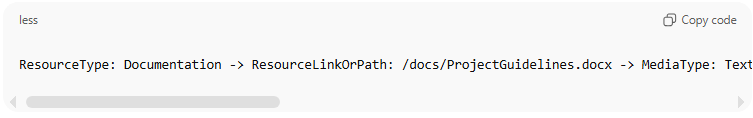 less
Copy code
ResourceType: Documentation -> ResourceLinkOrPath: /docs/ProjectGuidelines.docx -> MediaType: Text